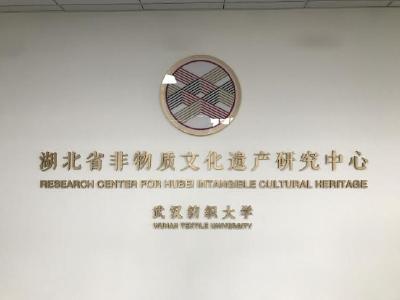 湖北省非物质文化遗产研究中心
RESEARCH CENTER FOR HUBEI INTANGIBLE CULTURAL HERITAGE
武汉纺织大学
WUHAN TEXTILE UNIVERSITY